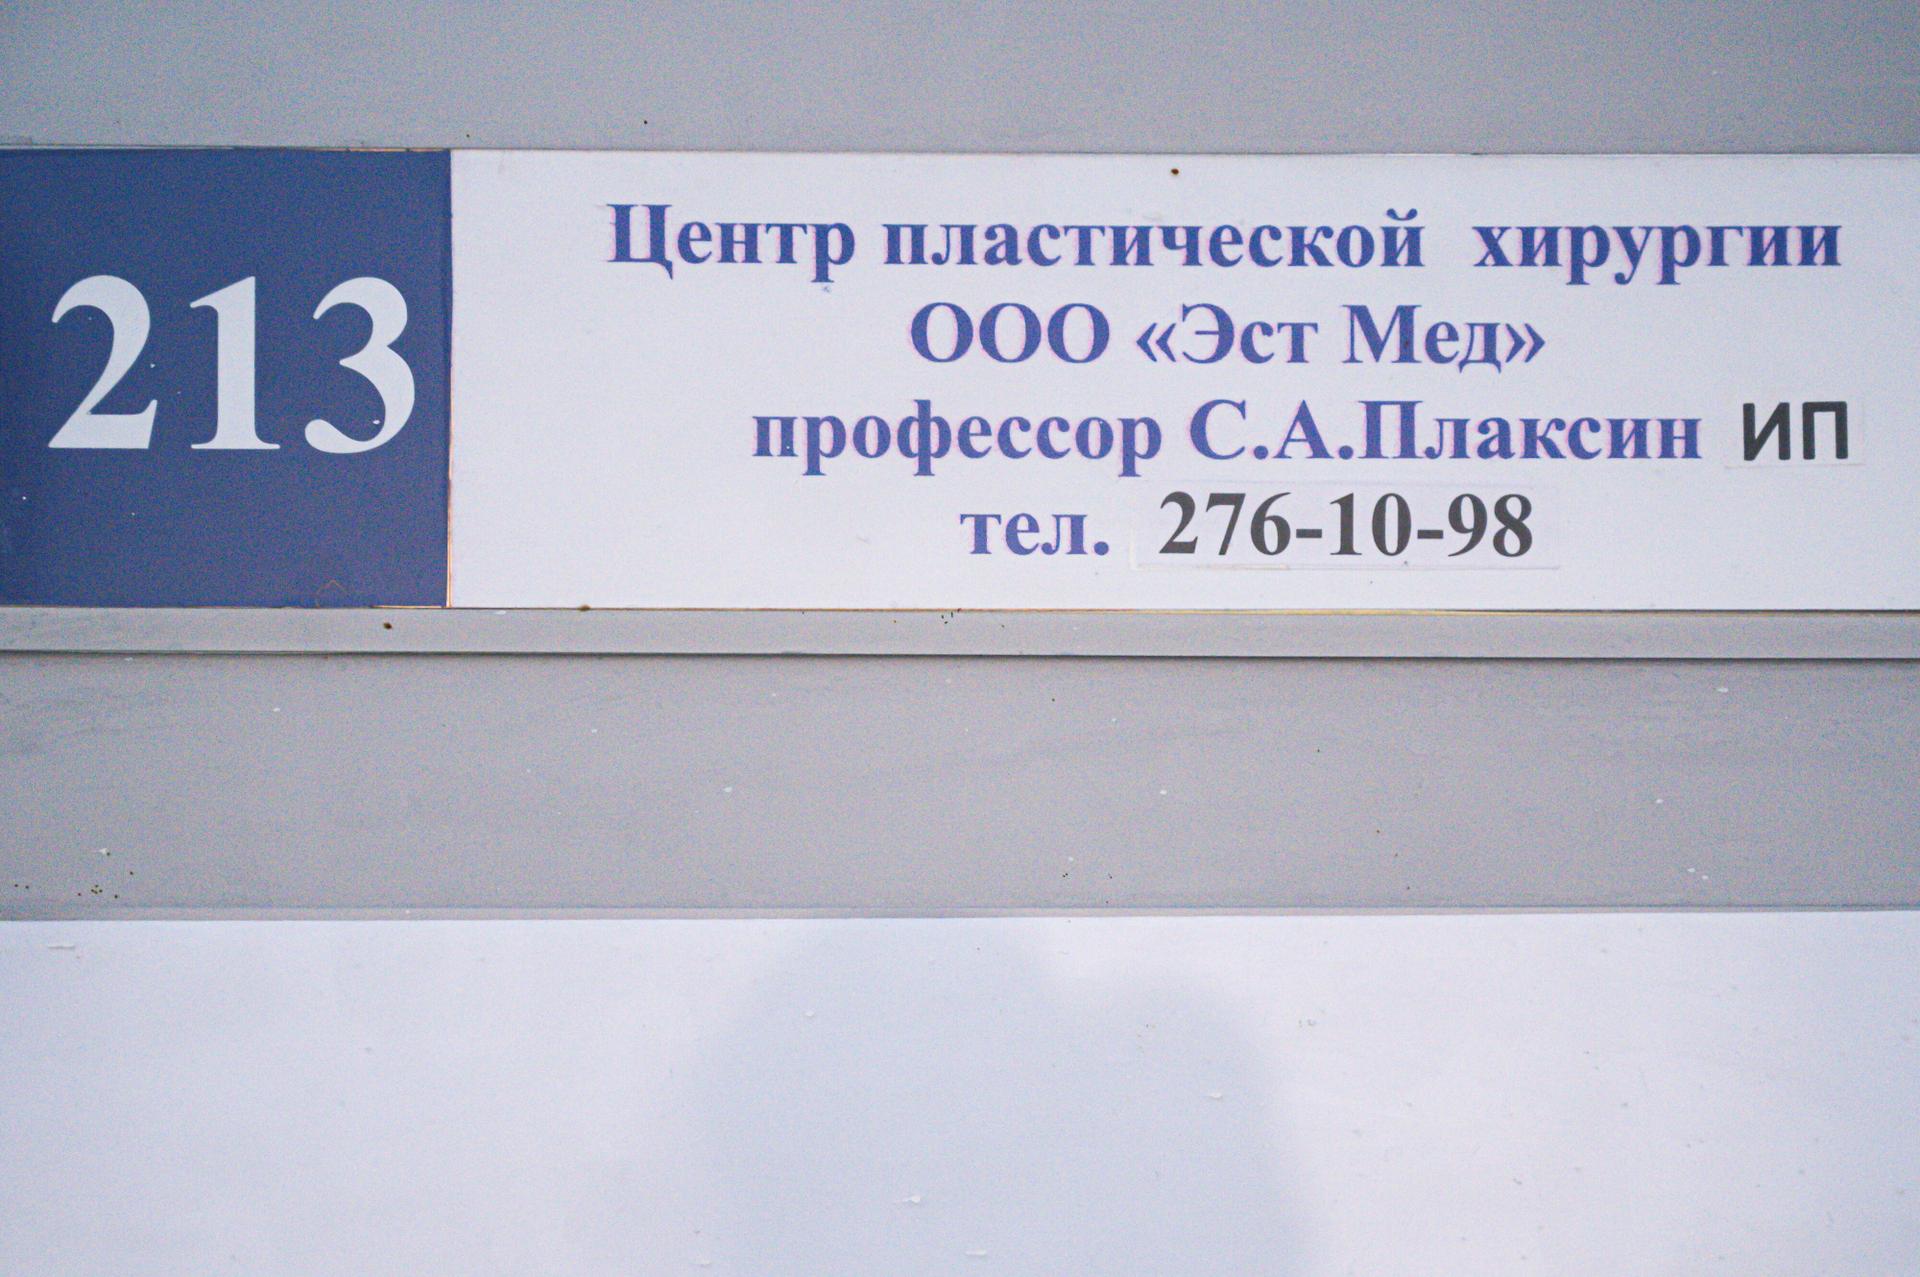 213
Центр пластической хирургии
ООО «Эст Мед»
профессор С.А.Плаксин ИП
тел. 276-10-98